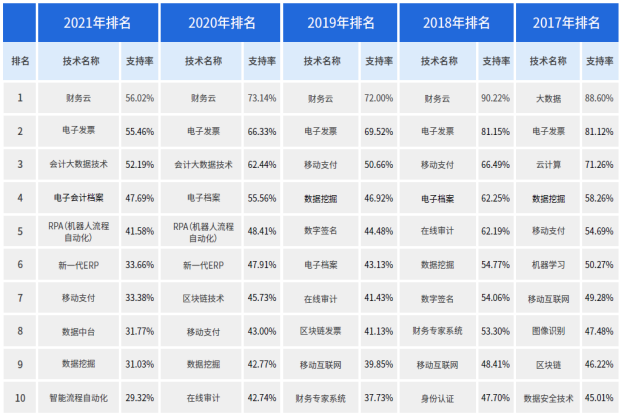 2021年排名 2020年排名 2019年排名 2018年排名 2017年排名
排名 技术名称 支持率 技术名称 支持率 技术名称 支持率 技术名称 支持率 技术名称 支持率
1 财务云 56.02% 财务云 73.14% 财务云 72.00% 财务云 90.22% 大数据 88.60%
2 电子发票 55.46% 电子发票 66.33% 电子发票 69.52% 电子发票 81.15% 电子发票 81.12%
3 会计大数据技术 52.19% 会计大数据技术 62.44% 移动支付 50.66% 移动支付 66.49% 云计算 71.26%
4 电子会计档案 47.69% 电子档案 55.56% 数据挖掘 46.92% 电子档案 62.25% 数据挖掘 58.26%
5 RPA(机器人流程自动化) 41.58% RPA(机器人流程自动化) 48.41% 数字签名 44.48% 在线审计 62.19% 移动支付 54.69%
6 新一代ERP 33.66% 新一代ERP 47.91% 电子档案 43.13% 数据挖掘 54.77% 机器学习 50.27%
7 移动支付 33.38% 区块链技术 45.73% 在线审计 41.43% 数字签名 54.06% 移动互联网 49.28%
8 数据中台 31.77% 移动支付 43.00% 区块链发票 41.13% 财务专家系统 53.30% 图像识别 47.48%
9 数据挖掘 31.03% 数据挖掘 42.77% 移动互联网 39.85% 移动互联网 48.41% 区块链 46.22%
10 智能流程自动化 29.32% 在线审计 42.74% 财务专家系统 37.73% 身份认证 47.70% 数据安全技术 45.01%